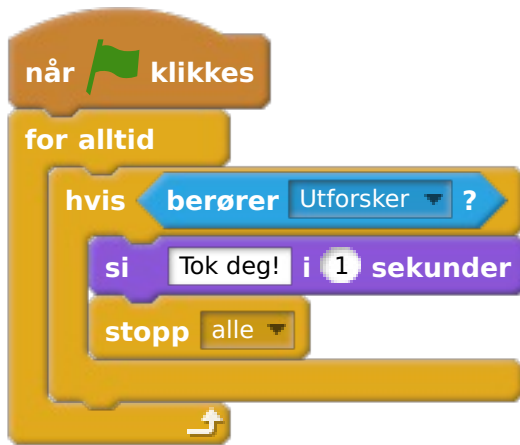 når klikkes
for alltid
hvis berører Utforsker ?
si Tok deg! i 1 sekunder
stopp alle